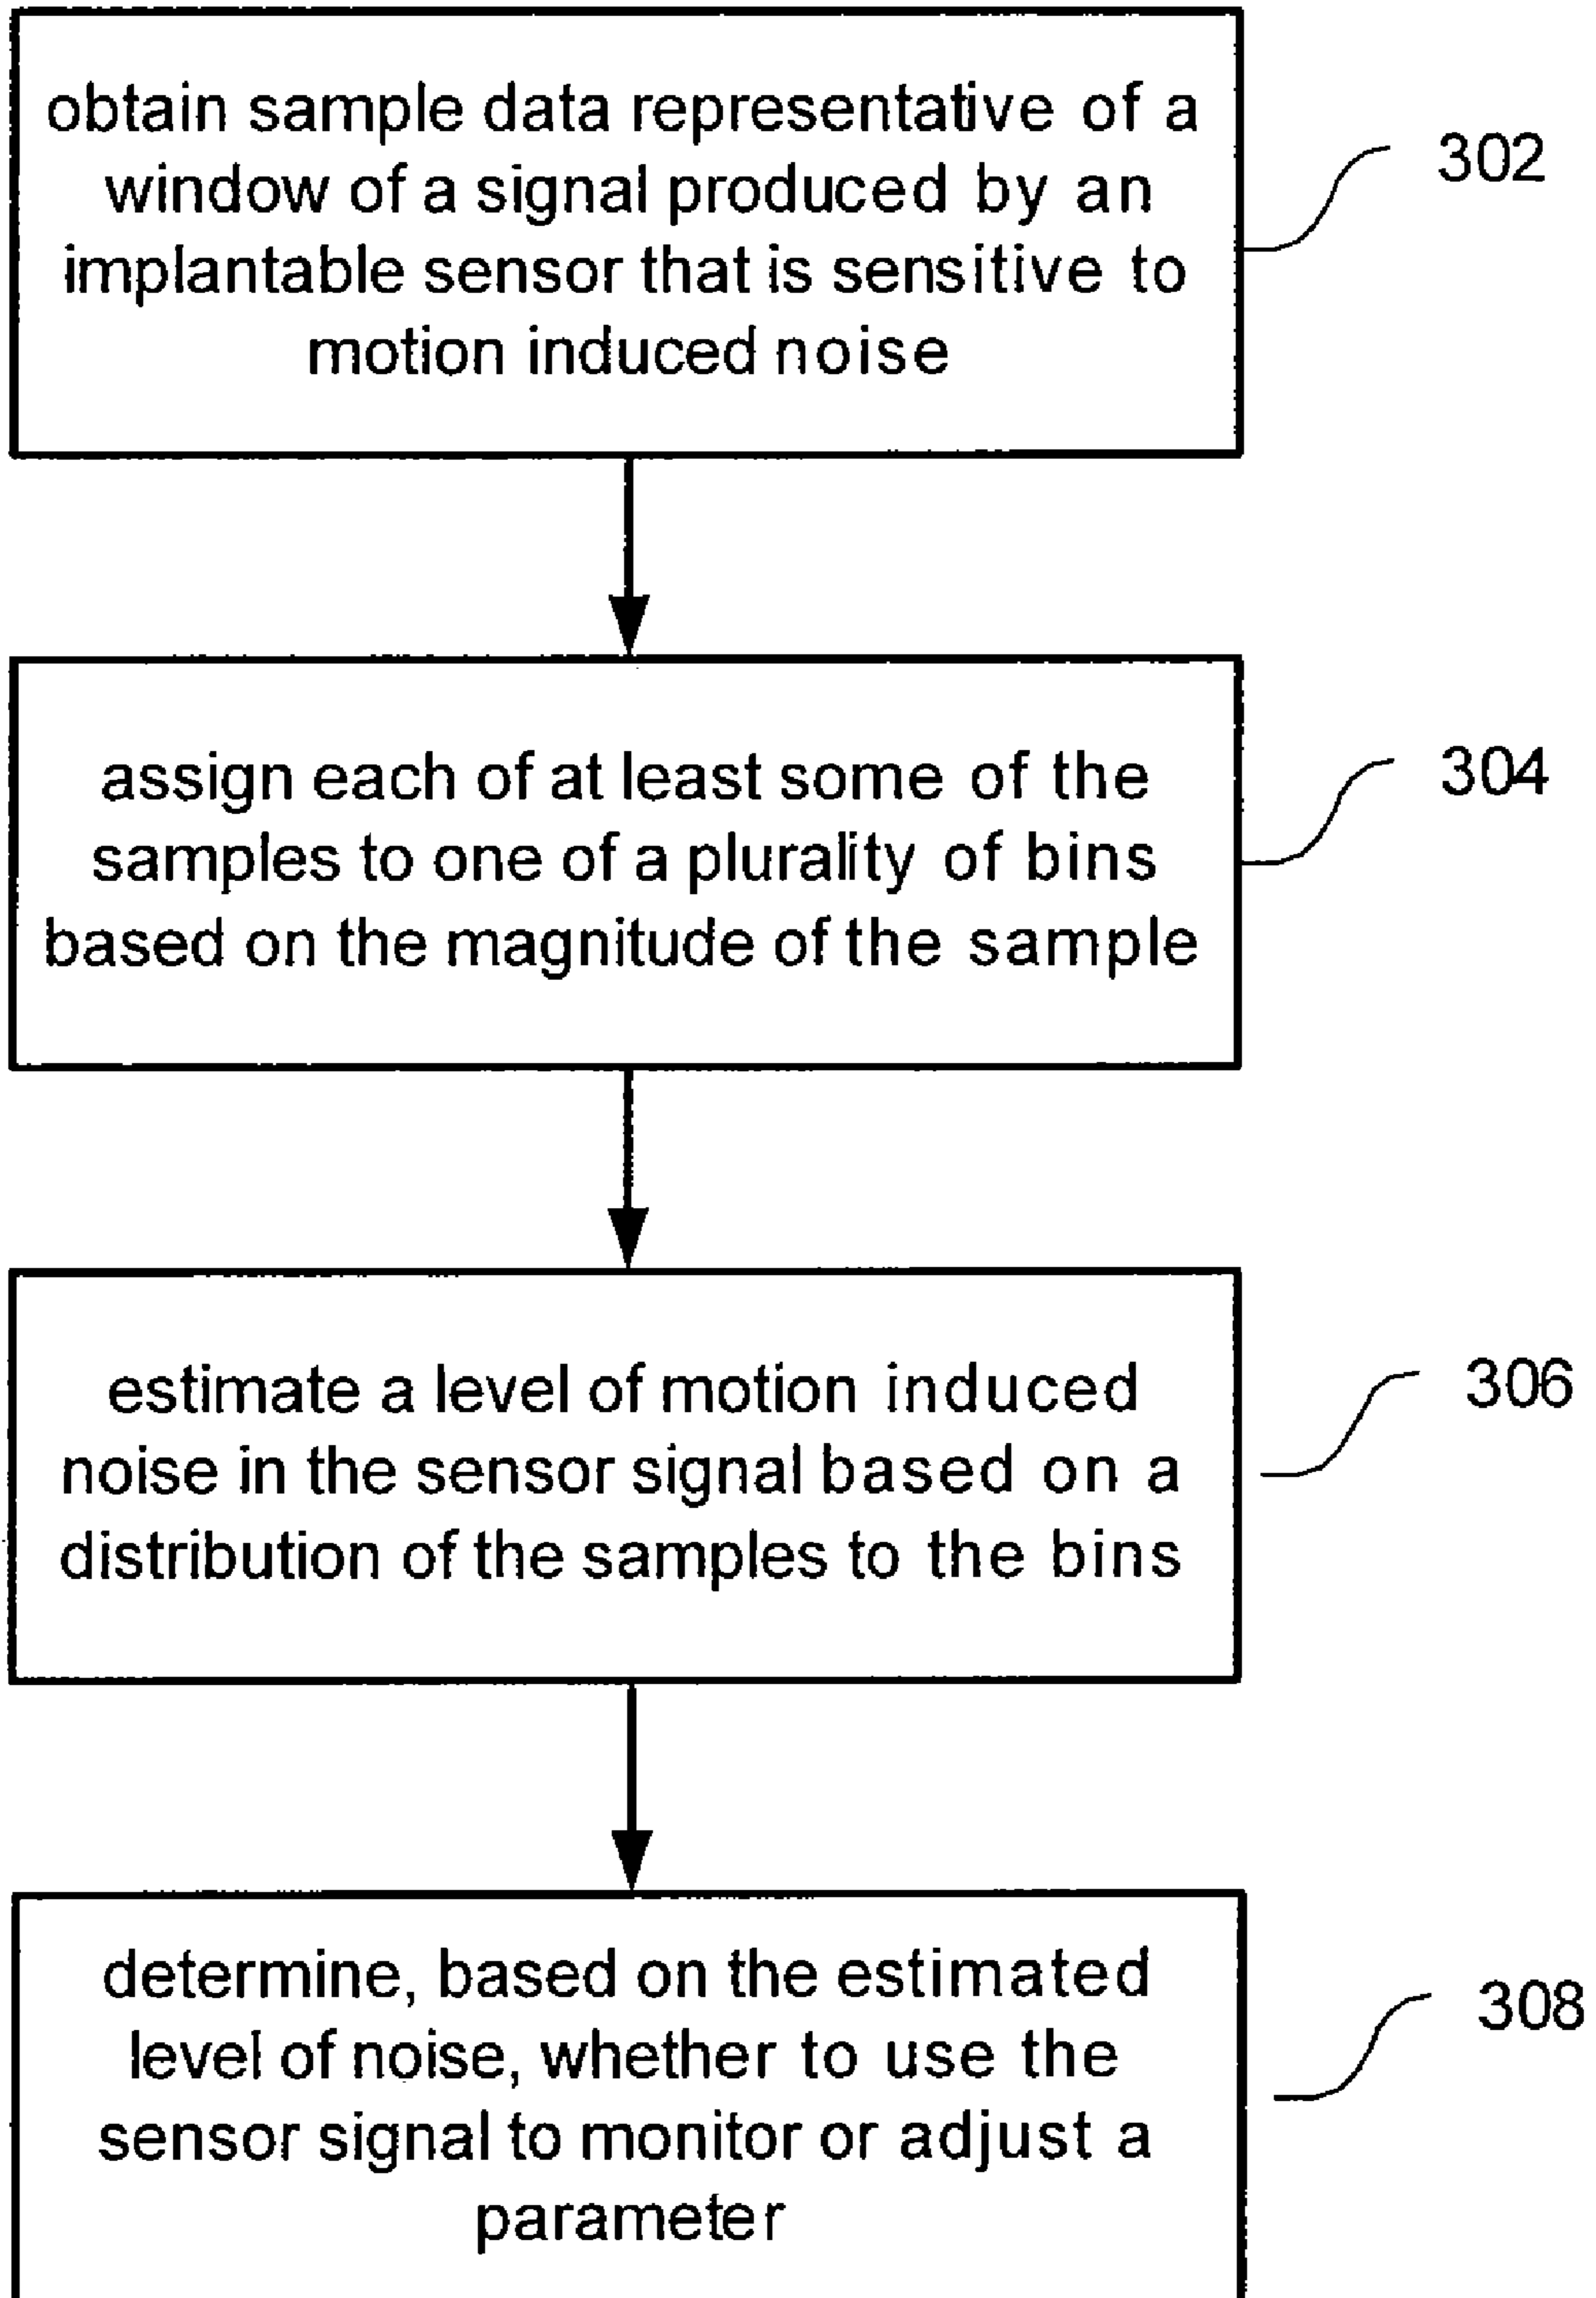 obtain sample data representative of a
window of a signal produced by an
implantable sensor that is sensitive to
motion induced noise
302
assign each of at least some of the
samples to one of a plurality of bins
based on the magnitude of the sample
304
estimate a level of motion induced
noise in the sensor signal based on a
distribution of the samples to the bins
306
determine, based on the estimated
level of noise, whether to use the
sensor signal to monitor or adjust a
parameter
308